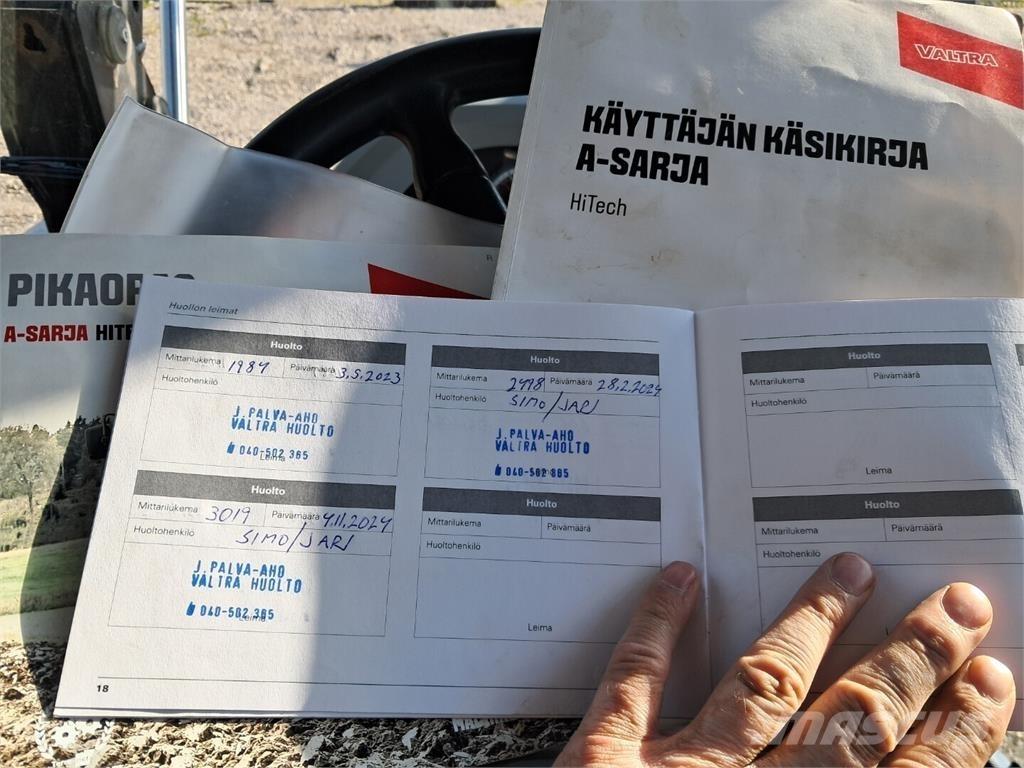 VALTRA
KÄYTTÄJÄN KÄSIKIRJA
A-SARJA
HiTech
A-SARJA
Huollon leimat
Huolto
Mittarilukema 1984 Päivämäärä 3.5.2023
Huoltohenkilö
J.PALVA-AHO
VALTRA HUOLTO
040-502 365
Leima
Huolto
Mittarilukema 2498 Päivämäärä 28.2.2024
Huoltohenkilö SIMO/JARI
J.PALVA-AHO
VALTRA HUOLTO
040-502 365
Huolto
Mittarilukema 3019 Päivämäärä 4.11.2024
Huoltohenkilö SIMO/JARI
J.PALVA-AHO
VALTRA HUOLTO
040-502 365
Leima
Huolto
Mittarilukema Päivämäärä
Huoltohenkilö
Leima
18
Huolto
Mittarilukema Päivämäärä
Huoltohenkilö
Leima
Huolto
Mittarilukema Päivämäärä
Huoltohenkilö
MASCUS